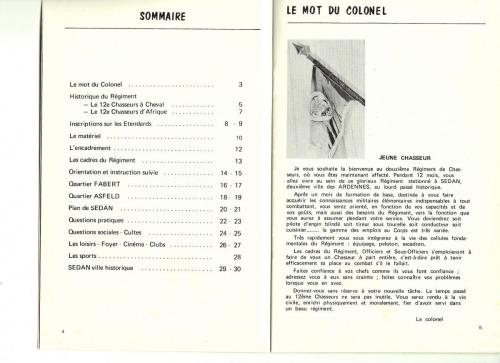 SOMMAIRE
Le mot du Colonel ............ 3
Historique du Régiment
— Le 12e Chasseurs à Cheval ............ 5
— Le 12e Chasseurs d'Afrique ............ 7
Inscriptions sur les Etendards ............ 8 - 9
Le matériel ............ 10
L'encadrement ............ 12
Les cadres du Régiment ............ 13
Orientation et instruction suivie ............ 14 - 15
Quartier FABERT ............ 16 - 17
Quartier ASFELD ............ 18 - 19
Plan de SEDAN ............ 20 - 21
Questions pratiques ............ 22 - 23
Questions sociales - Cultes ............ 24 - 25
Les loisirs - Foyer - Cinéma - Clubs ............ 26 - 27
Les sports ............ 28
SEDAN ville historique ............ 29 - 30
LE MOT DU COLONEL
JEUNE CHASSEUR
Je vous souhaite la bienvenue au douzième Régiment de Chas-
seurs, où vous êtes maintenant affecté. Pendant 12 mois, vous
allez vivre au sein de ce glorieux Régiment stationné à SEDAN,
deuxième ville des ARDENNES, au lourd passé historique.
Après un mois de formation de base, destinée à vous faire
acquérir les connaissances militaires élémentaires indispensables à tout
combattant, vous serez orienté, en fonction de vos capacités et de
vos goûts, mais aussi des besoins du Régiment, vers la fonction que
vous aurez à assumer pendant votre service. Vous deviendrez soit
pilote d'engin blindé soit tireur sous tourelle soit conducteur soit
cuisinier....... la gamme des emplois au Corps est très variée.
Très rapidement vous intégrerez à la vie des cellules fonda-
mentales du Régiment : équipage, peloton, escadron.
Les cadres du Régiment, Officiers et Sous-Officiers s'emploieront à
faire de vous un Chasseur à part entière, c'est-à-dire prêt à tenir
efficacement sa place au combat s'il le fallait.
Faites confiance à vos chefs comme ils vous font confiance ;
adressez vous à eux sans crainte ; faites connaître vos problèmes
lorsque vous en avez.
Donnez-vous sans réserve à votre nouvelle tâche. Le temps passé
au 12ème Chasseurs ne sera pas inutile. Vous serez rendu à la vie
civile, enrichi physiquement et moralement, fier d'avoir servi dans
un beau régiment.
Le colonel